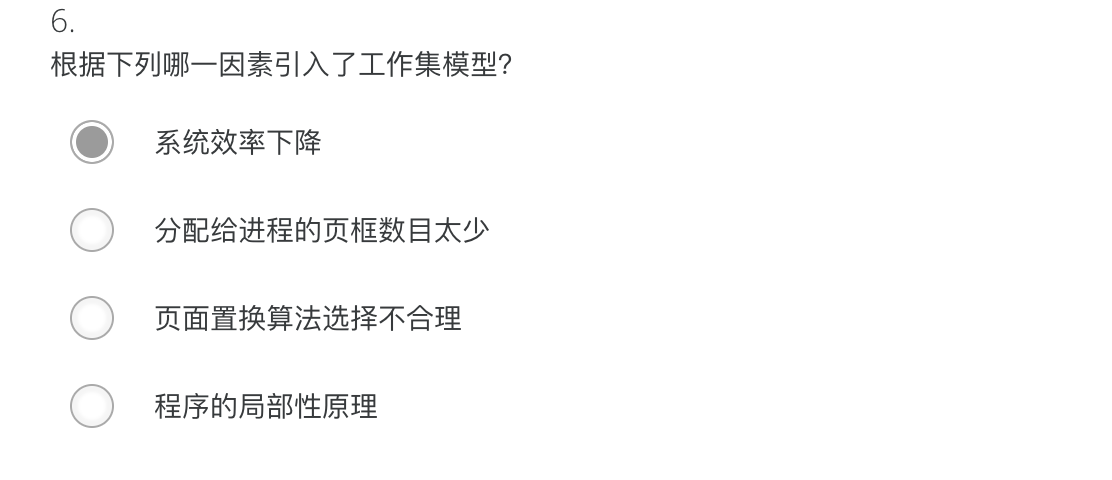 6.
根据下列哪一因素引入了工作集模型?
系统效率下降
分配给进程的页框数目太少
页面置换算法选择不合理
程序的局部性原理